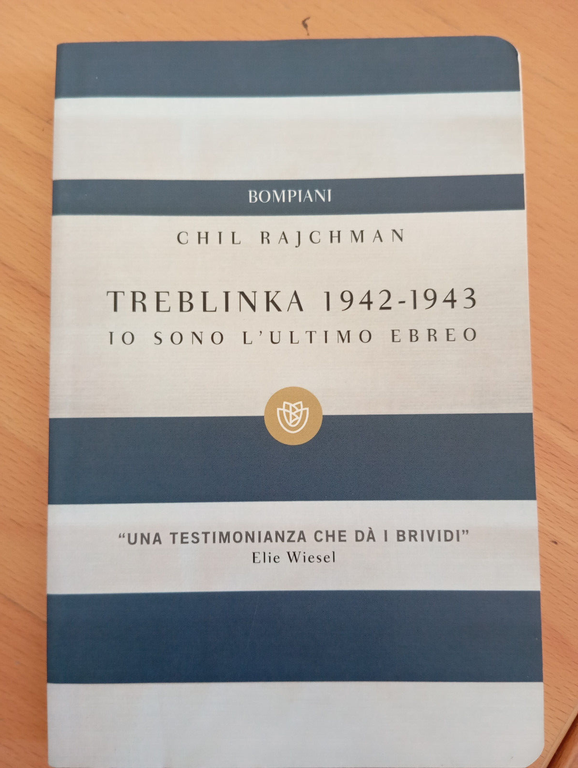 BOMPIANI
CHIL RAJCHMAN
TREBLINKA 1942-1943
IO SONO L'ULTIMO EBREO
“UNA TESTIMONIANZA CHE DÀ I BRIVIDI”
Elie Wiesel